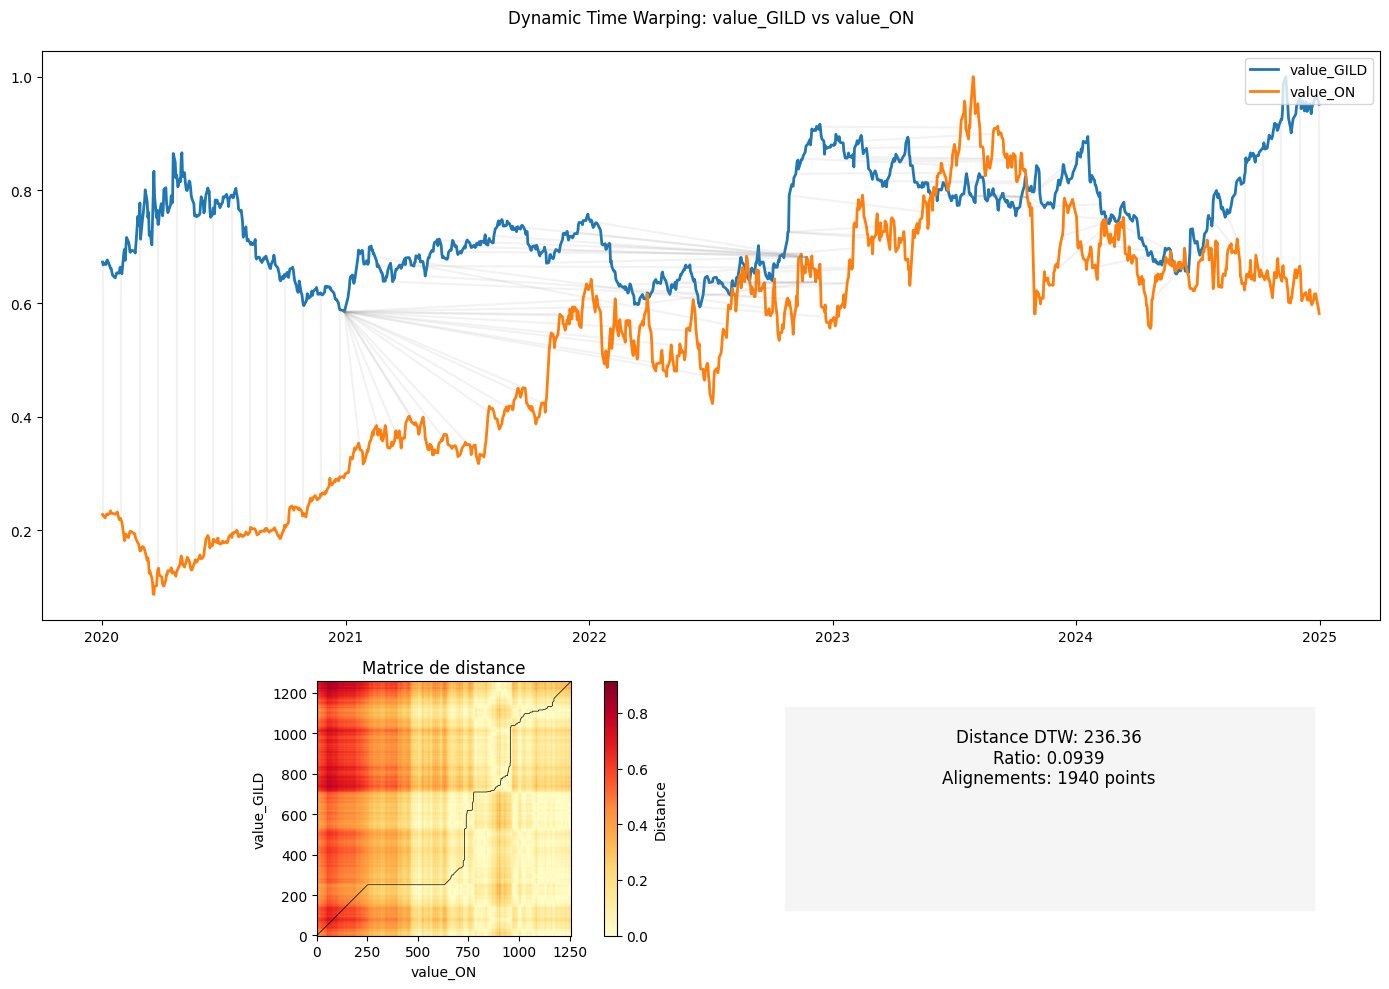 Dynamic Time Warping: value_GILD vs value_ON
value_GILD
value_ON
1.0
0.8
0.6
0.4
0.2
2020 2021 2022 2023 2024 2025
Matrice de distance
value_GILD
1200
1000
800
600
400
200
0
0 250 500 750 1000 1250
value_ON
0.8
0.6
0.4
0.2
0.0
Distance
Distance DTW: 236.36
Ratio: 0.0939
Alignements: 1940 points